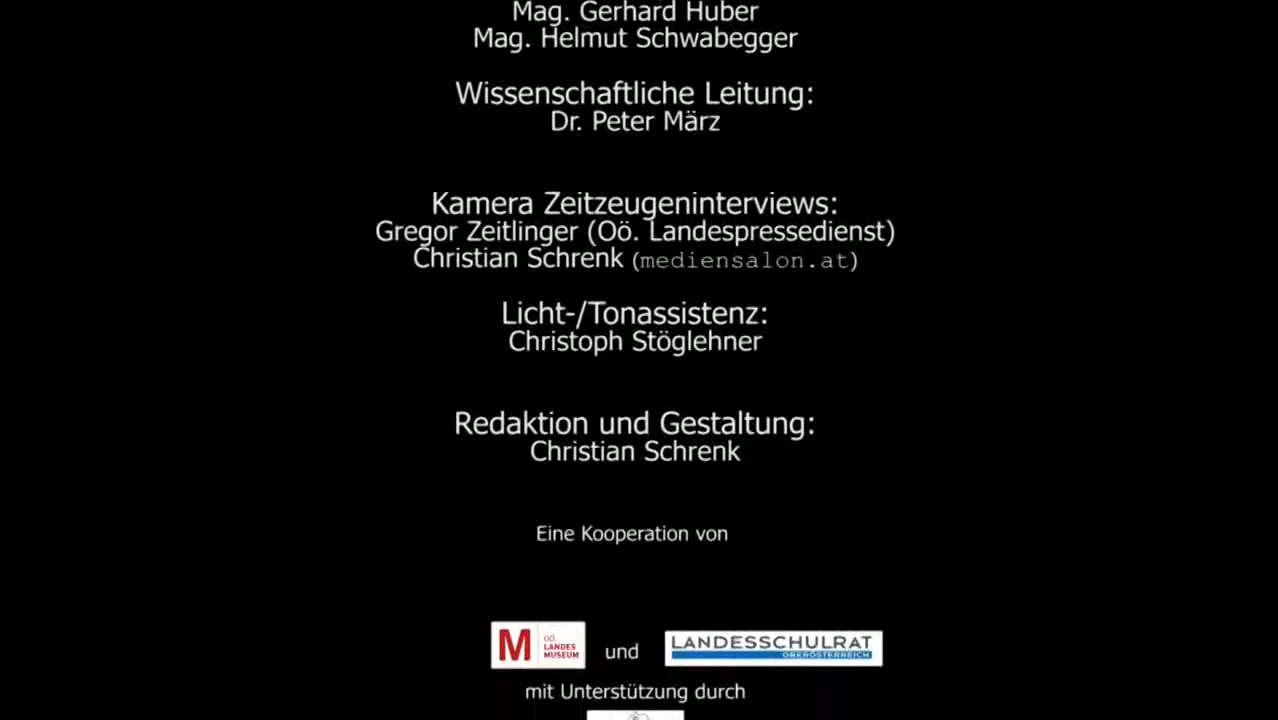 Mag. Gerhard Huber
Mag. Helmut Schwabegger
Wissenschaftliche Leitung:
Dr. Peter März
Kamera Zeitzeugeninterviews:
Gregor Zeitlinger (Oö. Landespressedienst)
Christian Schrenk (mediensalon.at)
Licht-/Tonassistenz:
Christoph Stöglehner
Redaktion und Gestaltung:
Christian Schrenk
Eine Kooperation von
M OÖ. LANDES MUSEUM und LANDESSCHULRAT OBERÖSTERREICH
mit Unterstützung durch